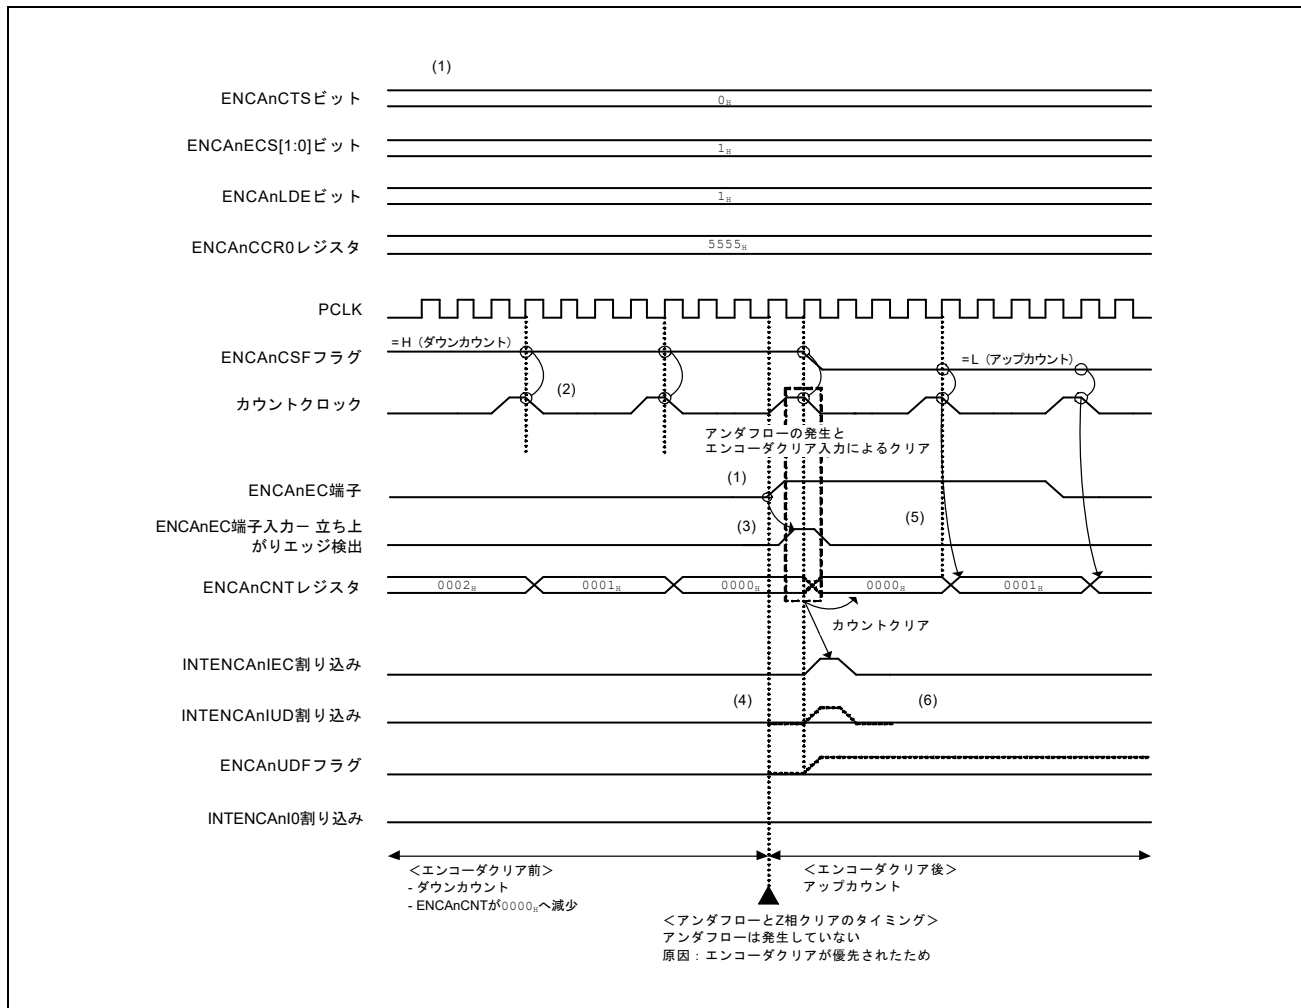 (1)
ENCAnCTSビット
0H
ENCAnECS[1:0]ビット
1H
ENCAnLDEビット
1H
ENCAnCCR0レジスタ
5555H
PCLK
=H（ダウンカウント）
ENCAnCSFフラグ
=L（アップカウント）
(2)
カウントクロック
アンダフローの発生と
エンコーダクリア入力によるクリア
(1)
ENCAnEC端子
ENCAnEC端子入力－ 立ち上
がりエッジ検出
(3)
(5)
ENCAnCNTレジスタ
0002H
0001H
0000H
0000H
0001H
カウントクリア
INTENCAnIEC割り込み
(4)
(6)
INTENCAnIUD割り込み
ENCAnUDFフラグ
INTENCAnI0割り込み
＜エンコーダクリア前＞
- ダウンカウント
- ENCAnCNTが0000Hへ減少
＜エンコーダクリア後＞
アップカウント
＜アンダフローとZ相クリアのタイミング＞
アンダフローは発生していない
原因：エンコーダクリアが優先されたため